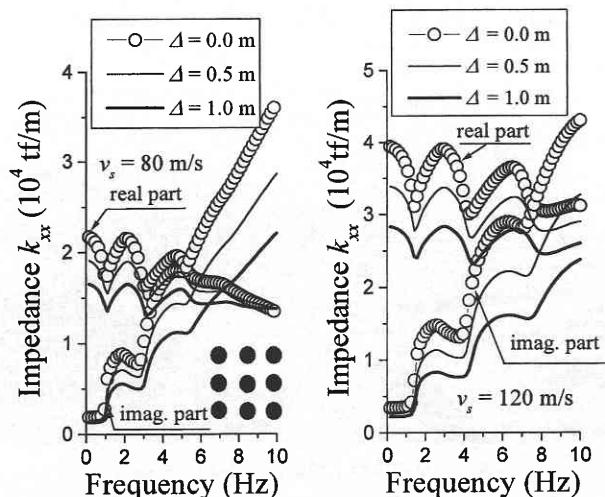 Δ = 0.0 m
Δ = 0.5 m
Δ = 1.0 m
Impedance k_xx (10^4 tf/m)
4
3
2
1
0
v_s = 80 m/s
real part
imag. part
0 2 4 6 8 10
Frequency (Hz)
Δ = 0.0 m
Δ = 0.5 m
Δ = 1.0 m
Impedance k_xx (10^4 tf/m)
5
4
3
2
1
0
real part
imag. part
v_s = 120 m/s
0 2 4 6 8 10
Frequency (Hz)